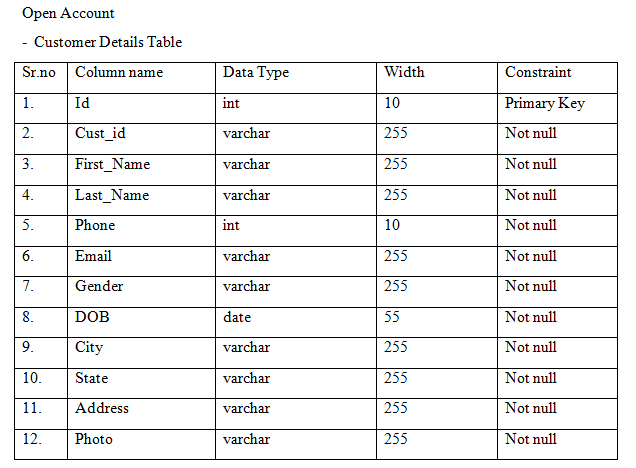 Open Account
- Customer Details Table
Sr.no Column name Data Type Width Constraint
1. Id int 10 Primary Key
2. Cust_id varchar 255 Not null
3. First_Name varchar 255 Not null
4. Last_Name varchar 255 Not null
5. Phone int 10 Not null
6. Email varchar 255 Not null
7. Gender varchar 255 Not null
8. DOB date 55 Not null
9. City varchar 255 Not null
10. State varchar 255 Not null
11. Address varchar 255 Not null
12. Photo varchar 255 Not null